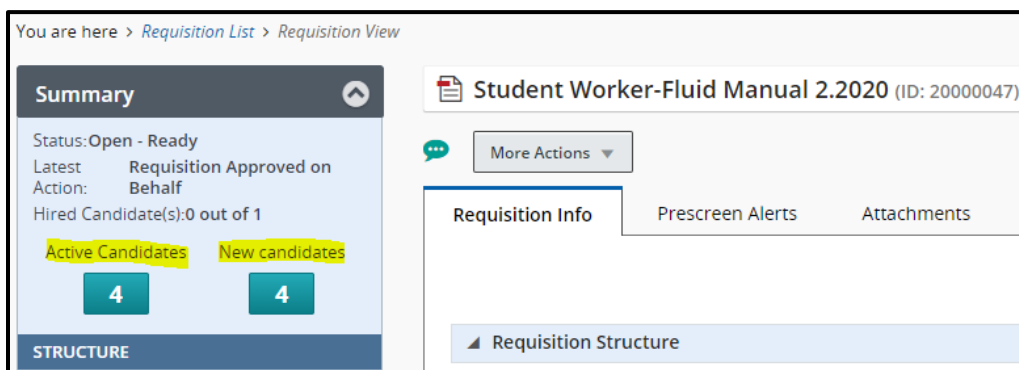 You are here > Requisition List > Requisition View
Summary
Status:Open - Ready
Latest Action: Requisition Approved on Behalf
Hired Candidate(s):0 out of 1
Active Candidates New candidates
4 4
STRUCTURE
Student Worker-Fluid Manual 2.2020 (ID: 20000047)
More Actions
Requisition Info Prescreen Alerts Attachments
Requisition Structure